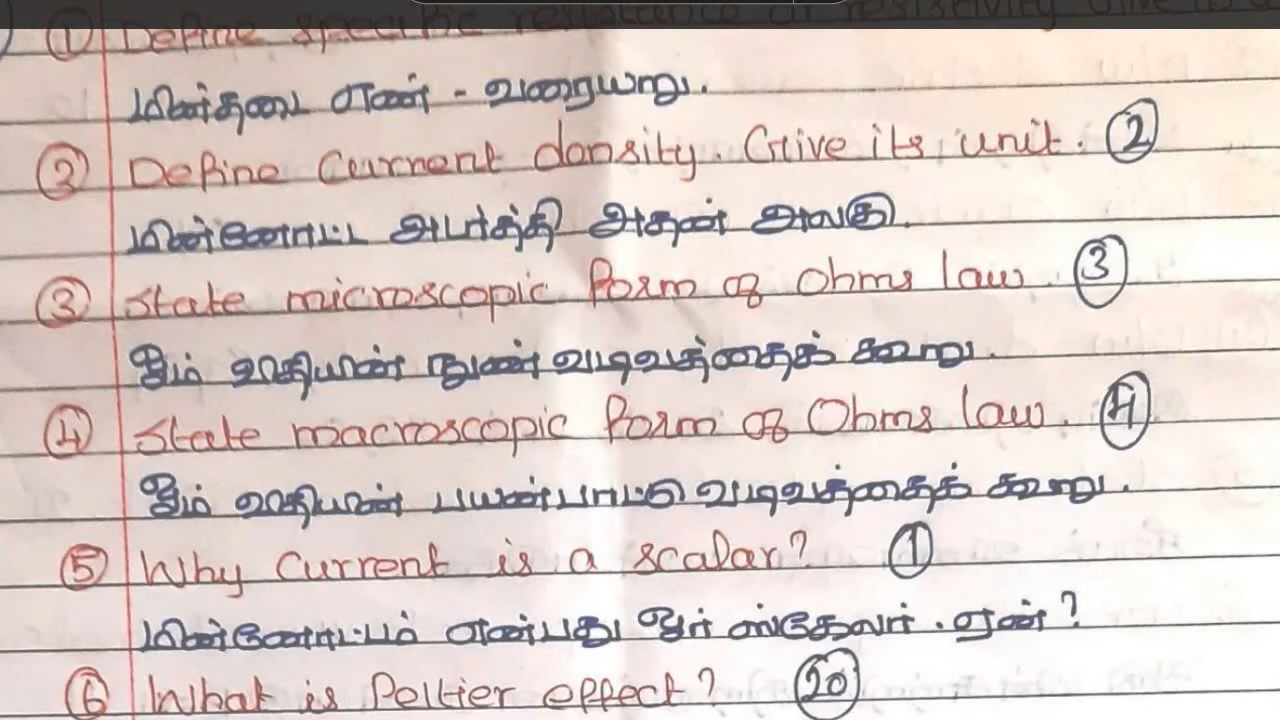 ① Define specific resistance or resistivity. Give its
மின்தடை எண் - வரையறு.
② Define Current density. Give its unit. ②
மின்னோட்ட அடர்த்தி அதன் அலகு.
③ State microscopic form of Ohms law. ③
ஓம் விதியின் நுண் வடிவத்தைக் கூறு.
④ State macroscopic form of Ohms law. ④
ஓம் விதியின் பயன்பாட்டு வடிவத்தைக் கூறு.
⑤ Why Current is a scalar? ①
மின்னோட்டம் என்பது ஓர் ஸ்கேலர். ஏன்?
⑥ What is Peltier effect? ⑳